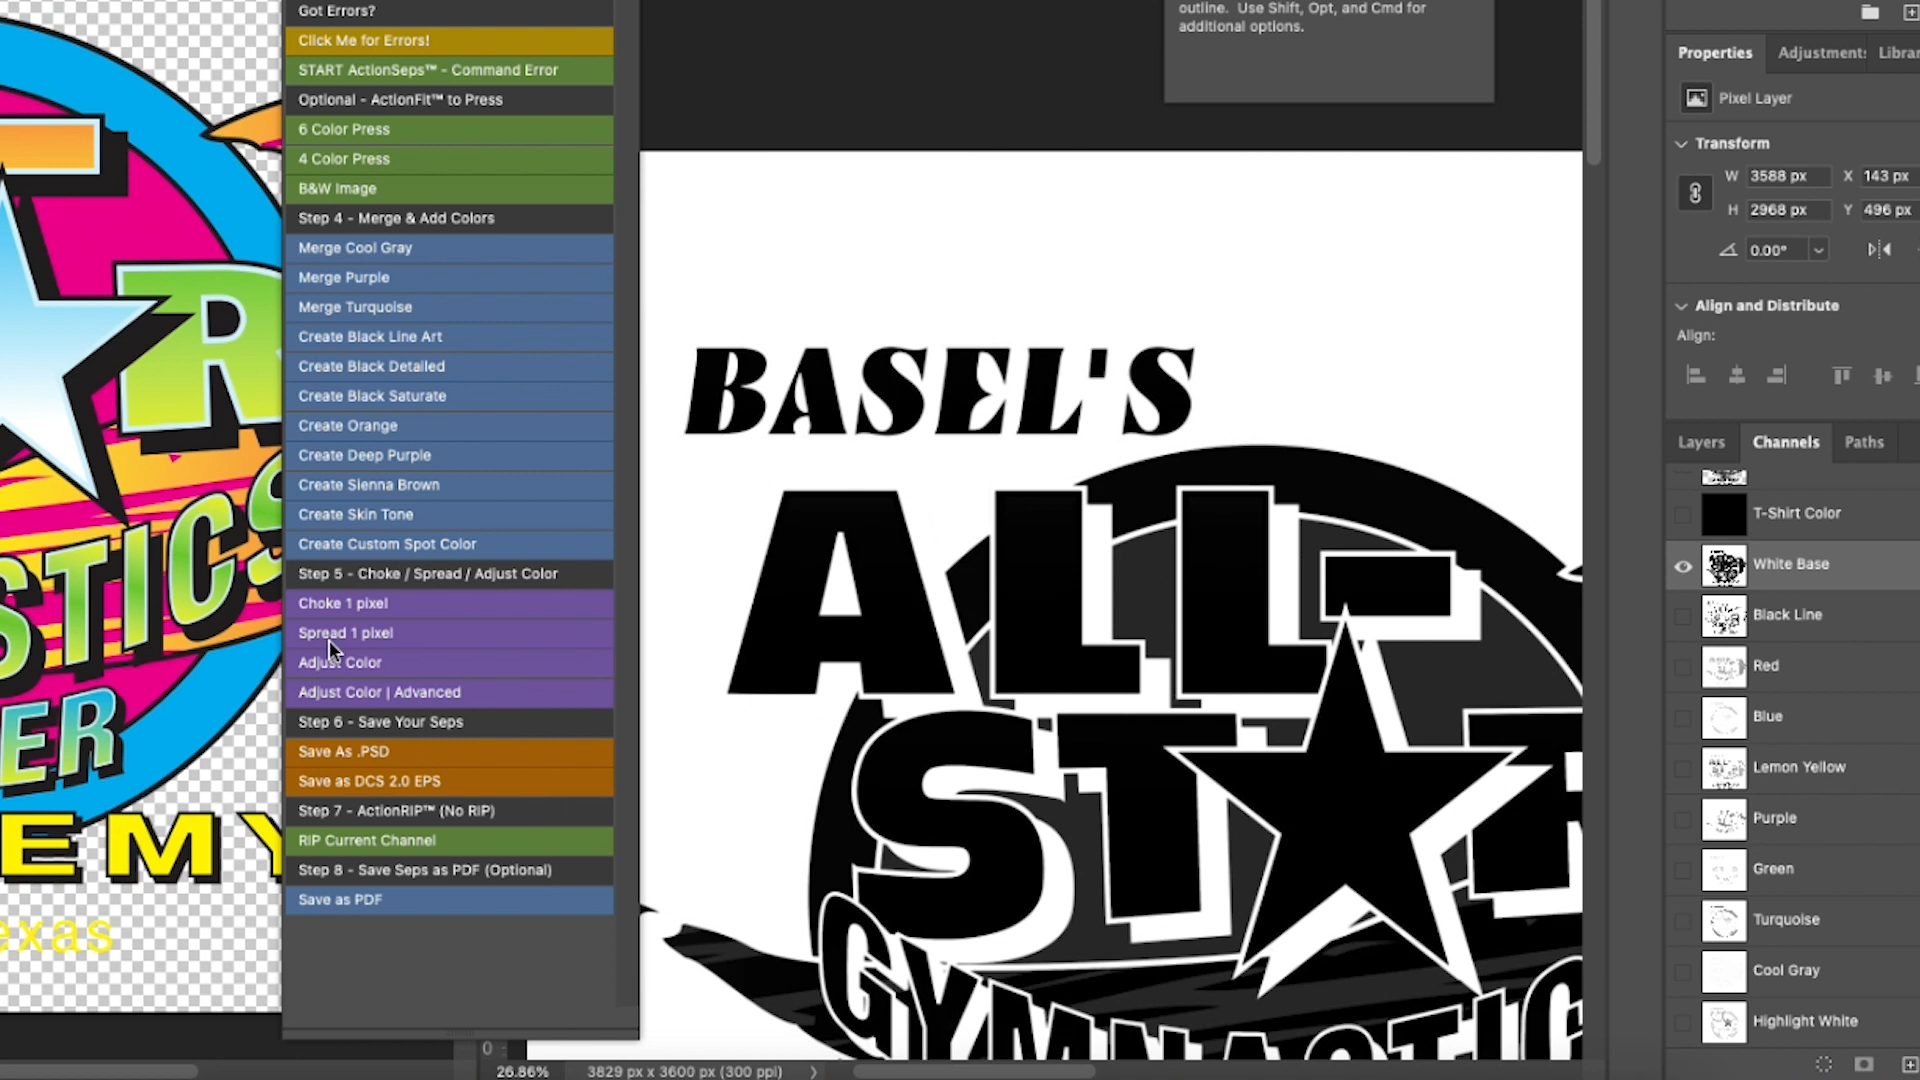 Got Errors?
Click Me for Errors!
START ActionSeps™ - Command Error
Optional - ActionFit™ to Press
6 Color Press
4 Color Press
B&W Image
Step 4 - Merge & Add Colors
Merge Cool Gray
Merge Purple
Merge Turquoise
Create Black Line Art
Create Black Detailed
Create Black Saturate
Create Orange
Create Deep Purple
Create Sienna Brown
Create Skin Tone
Create Custom Spot Color
Step 5 - Choke / Spread / Adjust Color
Choke 1 pixel
Spread 1 pixel
Adjust Color
Adjust Color | Advanced
Step 6 - Save Your Seps
Save As .PSD
Save as DCS 2.0 EPS
Step 7 - ActionRIP™ (No RIP)
RIP Current Channel
Step 8 - Save Seps as PDF (Optional)
Save as PDF
T
R
STICS
ER
EMY
exas
outline. Use Shift, Opt, and Cmd for
additional options.
BASEL'S
ALL
STAR
GYMNASTIC
0
26.86%
3829 px x 3600 px (300 ppi)
Properties
Adjustments
Librar
Pixel Layer
Transform
W 3588 px X 143 px
H 2968 px Y 496 px
0.00°
Align and Distribute
Align:
Layers
Channels
Paths
T-Shirt Color
White Base
Black Line
Red
Blue
Lemon Yellow
Purple
Green
Turquoise
Cool Gray
Highlight White